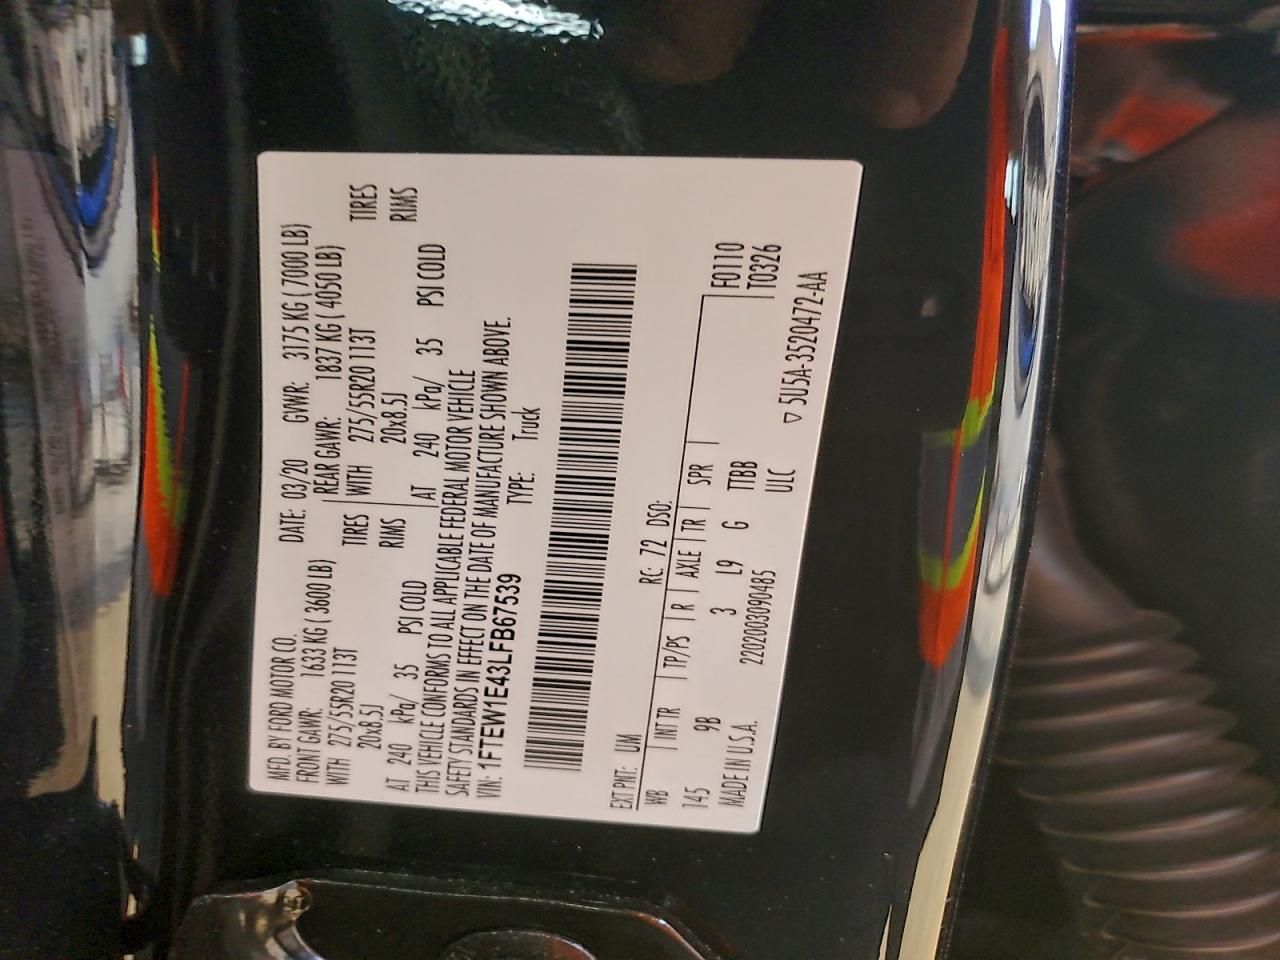 MFD. BY FORD MOTOR CO.
DATE: 03/20 GVWR: 3175 KG ( 7000 LB)
FRONT GAWR: 1633 KG ( 3600 LB)
REAR GAWR: 1837 KG ( 4050 LB)
WITH 275/55R20 113T TIRES
WITH 275/55R20 113T TIRES
20x8.5J RIMS
20x8.5J RIMS
AT 240 kPa/ 35 PSI COLD
AT 240 kPa/ 35 PSI COLD
THIS VEHICLE CONFORMS TO ALL APPLICABLE FEDERAL MOTOR VEHICLE
SAFETY STANDARDS IN EFFECT ON THE DATE OF MANUFACTURE SHOWN ABOVE.
VIN: 1FTEW1E43LFB67539 TYPE: Truck
EXT PNT: UM RC: 72 DSO:
WB INT TR TP/PS R AXLE TR SPR F0110
145 9B 3 L9 G TTBB T0326
MADE IN U.S.A. 2202003090485 ULC
▽ 5U5A-3520472-AA